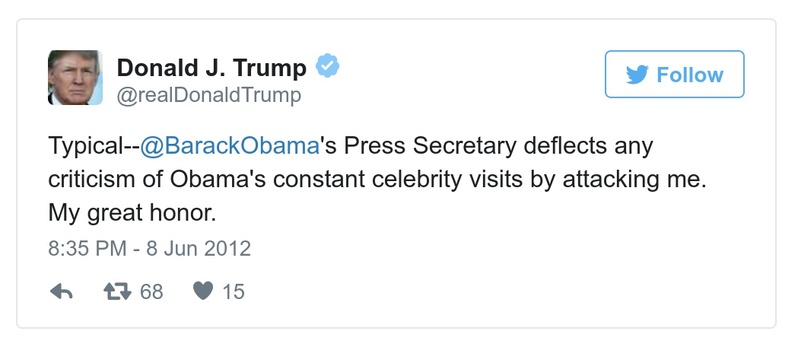 Donald J. Trump
@realDonaldTrump
Follow
Typical--@BarackObama's Press Secretary deflects any
criticism of Obama's constant celebrity visits by attacking me.
My great honor.
8:35 PM - 8 Jun 2012
68 15